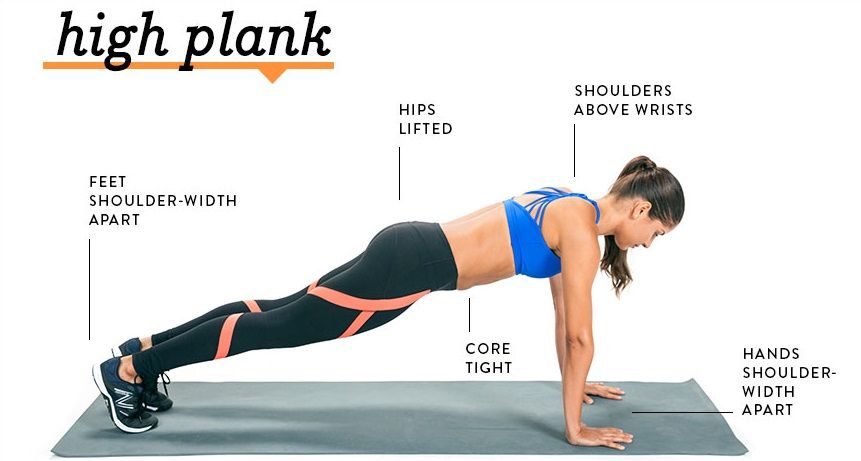 high plank
HIPS
LIFTED
SHOULDERS
ABOVE WRISTS
FEET
SHOULDER-WIDTH
APART
CORE
TIGHT
HANDS
SHOULDER-
WIDTH
APART